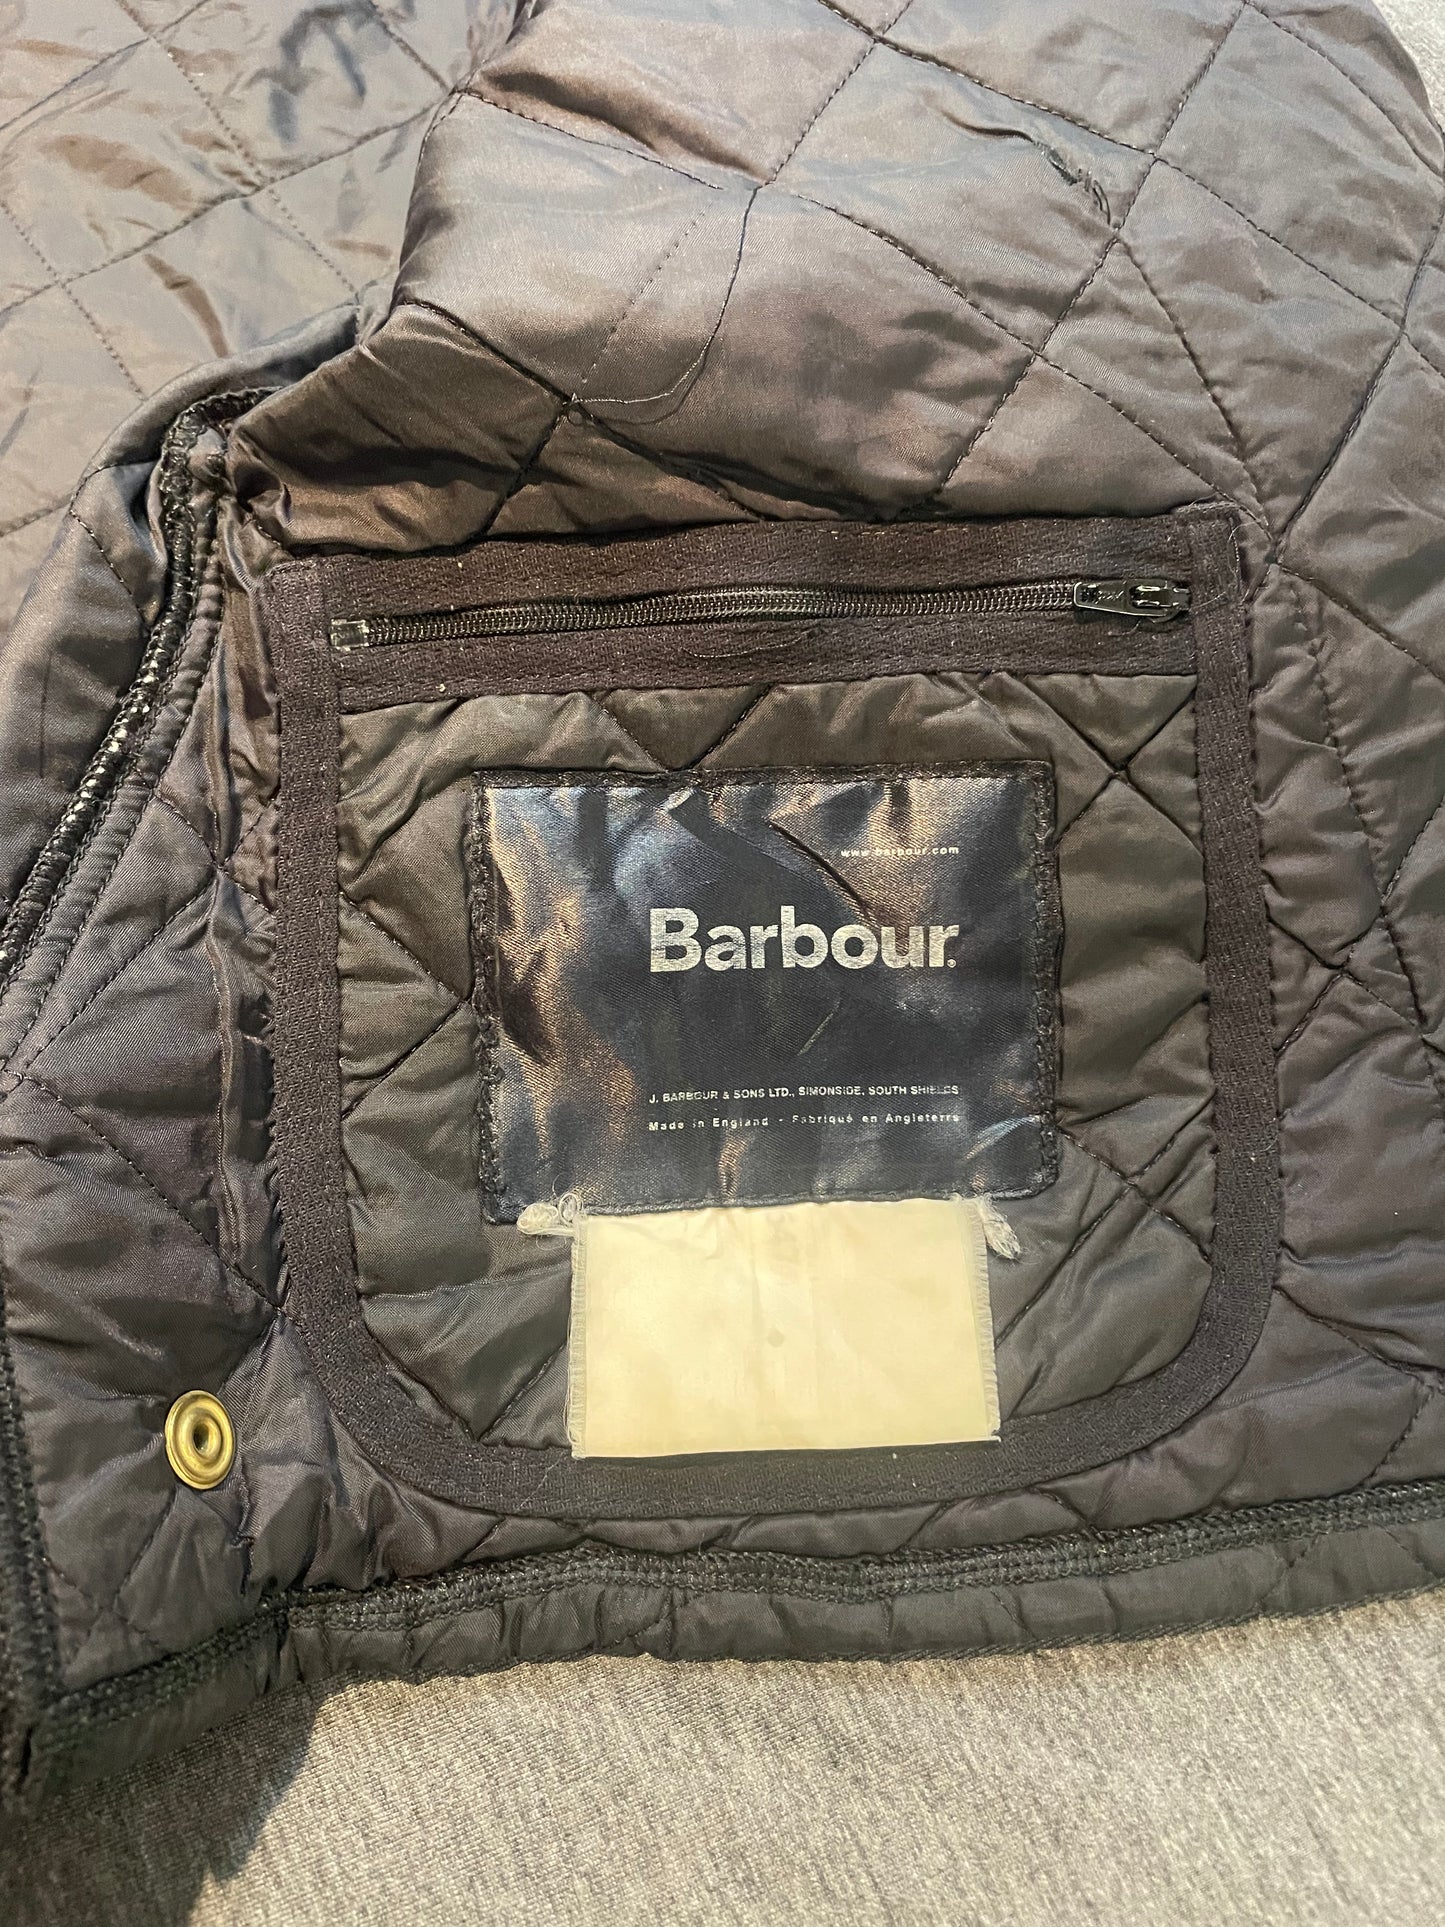 www.barbour.com
Barbour®
J. BARBOUR & SONS LTD., SIMONSIDE, SOUTH SHIELDS
Made in England - Fabriqué en Angleterre